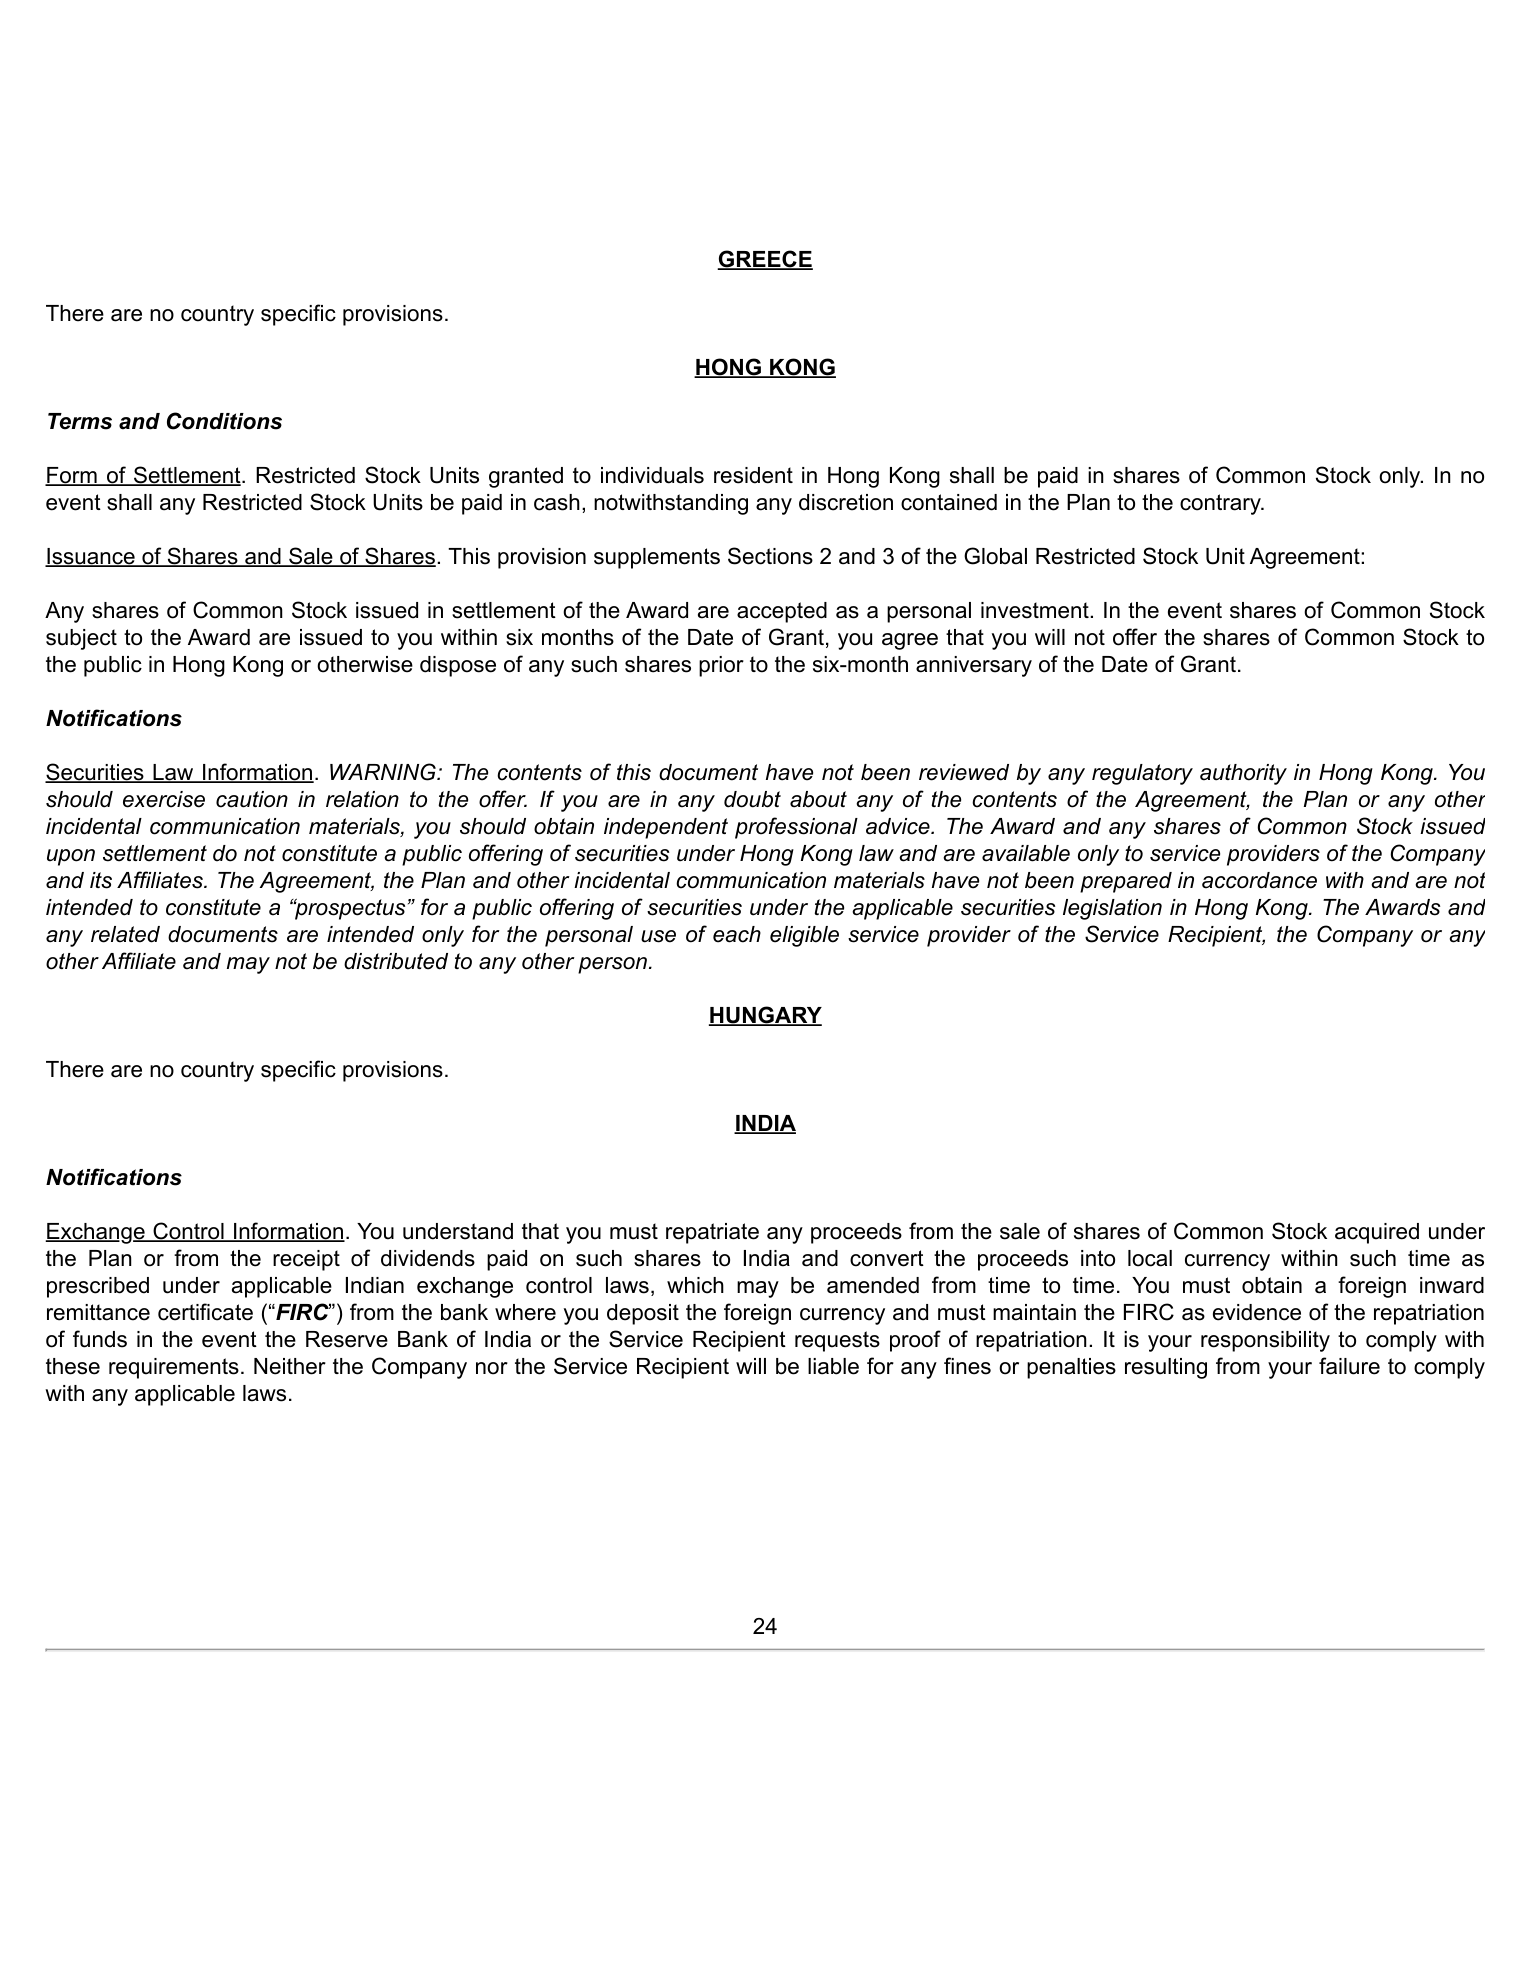 GREECE
There are no country specific provisions.
HONG KONG
Terms and Conditions
Form of Settlement. Restricted Stock Units granted to individuals resident in Hong Kong shall be paid in shares of Common Stock only. In no
event shall any Restricted Stock Units be paid in cash, notwithstanding any discretion contained in the Plan to the contrary.
Issuance of Shares and Sale of Shares. This provision supplements Sections 2 and 3 of the Global Restricted Stock Unit Agreement:
Any shares of Common Stock issued in settlement of the Award are accepted as a personal investment. In the event shares of Common Stock
subject to the Award are issued to you within six months of the Date of Grant, you agree that you will not offer the shares of Common Stock to
the public in Hong Kong or otherwise dispose of any such shares prior to the six-month anniversary of the Date of Grant.
Notifications
Securities Law Information. WARNING: The contents of this document have not been reviewed by any regulatory authority in Hong Kong. You
should exercise caution in relation to the offer. If you are in any doubt about any of the contents of the Agreement, the Plan or any other
incidental communication materials, you should obtain independent professional advice. The Award and any shares of Common Stock issued
upon settlement do not constitute a public offering of securities under Hong Kong law and are available only to service providers of the Company
and its Affiliates. The Agreement, the Plan and other incidental communication materials have not been prepared in accordance with and are not
intended to constitute a “prospectus” for a public offering of securities under the applicable securities legislation in Hong Kong. The Awards and
any related documents are intended only for the personal use of each eligible service provider of the Service Recipient, the Company or any
other Affiliate and may not be distributed to any other person.
HUNGARY
There are no country specific provisions.
INDIA
Notifications
Exchange Control Information. You understand that you must repatriate any proceeds from the sale of shares of Common Stock acquired under
the Plan or from the receipt of dividends paid on such shares to India and convert the proceeds into local currency within such time as
prescribed under applicable Indian exchange control laws, which may be amended from time to time. You must obtain a foreign inward
remittance certificate (“FIRC”) from the bank where you deposit the foreign currency and must maintain the FIRC as evidence of the repatriation
of funds in the event the Reserve Bank of India or the Service Recipient requests proof of repatriation. It is your responsibility to comply with
these requirements. Neither the Company nor the Service Recipient will be liable for any fines or penalties resulting from your failure to comply
with any applicable laws.
24